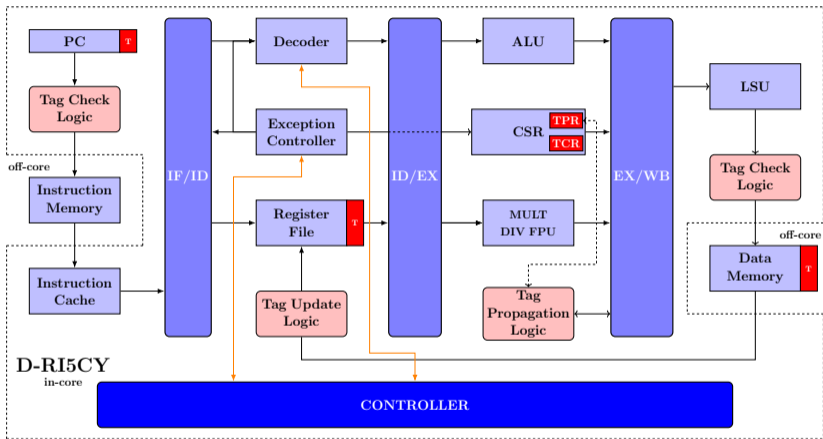 PC
T
Tag Check
Logic
off-core
Instruction
Memory
Instruction
Cache
D-RI5CY
in-core
IF/ID
Decoder
Exception
Controller
Register
File
T
Tag Update
Logic
ID/EX
ALU
CSR
TPR
TCR
MULT
DIV FPU
Tag
Propagation
Logic
EX/WB
LSU
Tag Check
Logic
off-core
Data
Memory
T
CONTROLLER